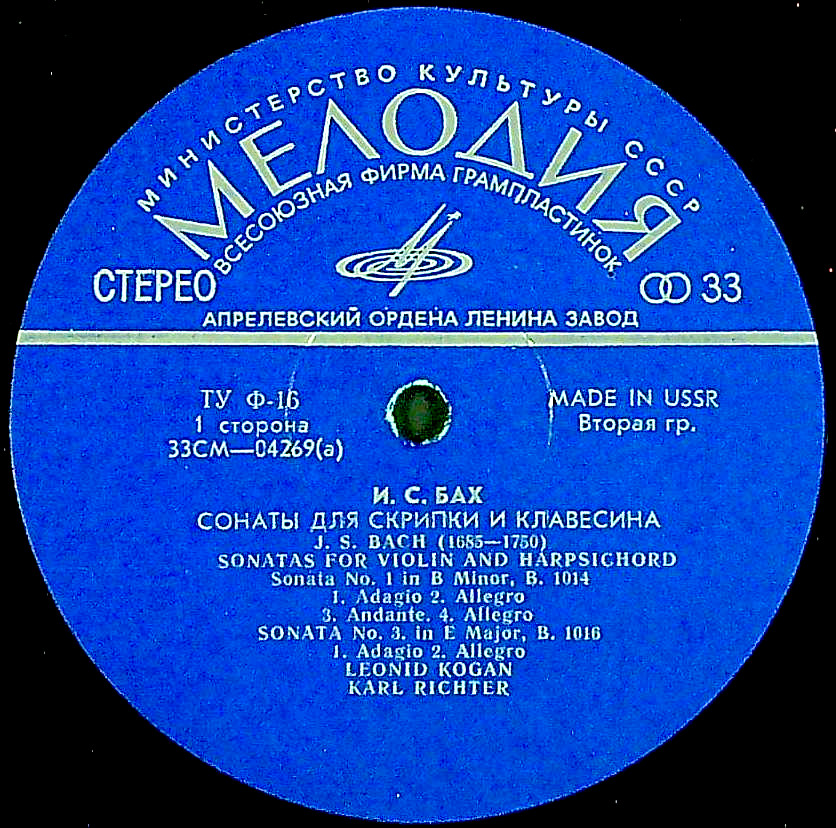 МИНИСТЕРСТВО КУЛЬТУРЫ СССР
МЕЛОДИЯ
ВСЕСОЮЗНАЯ ФИРМА ГРАМПЛАСТИНОК
СТЕРЕО
33
АПРЕЛЕВСКИЙ ОРДЕНА ЛЕНИНА ЗАВОД
ТУ Ф-16
1 сторона
33СМ—04269(а)
MADE IN USSR
Вторая гр.
И. С. БАХ
СОНАТЫ ДЛЯ СКРИПКИ И КЛАВЕСИНА
J. S. BACH (1685—1750)
SONATAS FOR VIOLIN AND HARPSICHORD
Sonata No. 1 in B Minor, B. 1014
1. Adagio 2. Allegro
3. Andante. 4. Allegro
SONATA No. 3. in E Major, B. 1016
1. Adagio 2. Allegro
LEONID KOGAN
KARL RICHTER